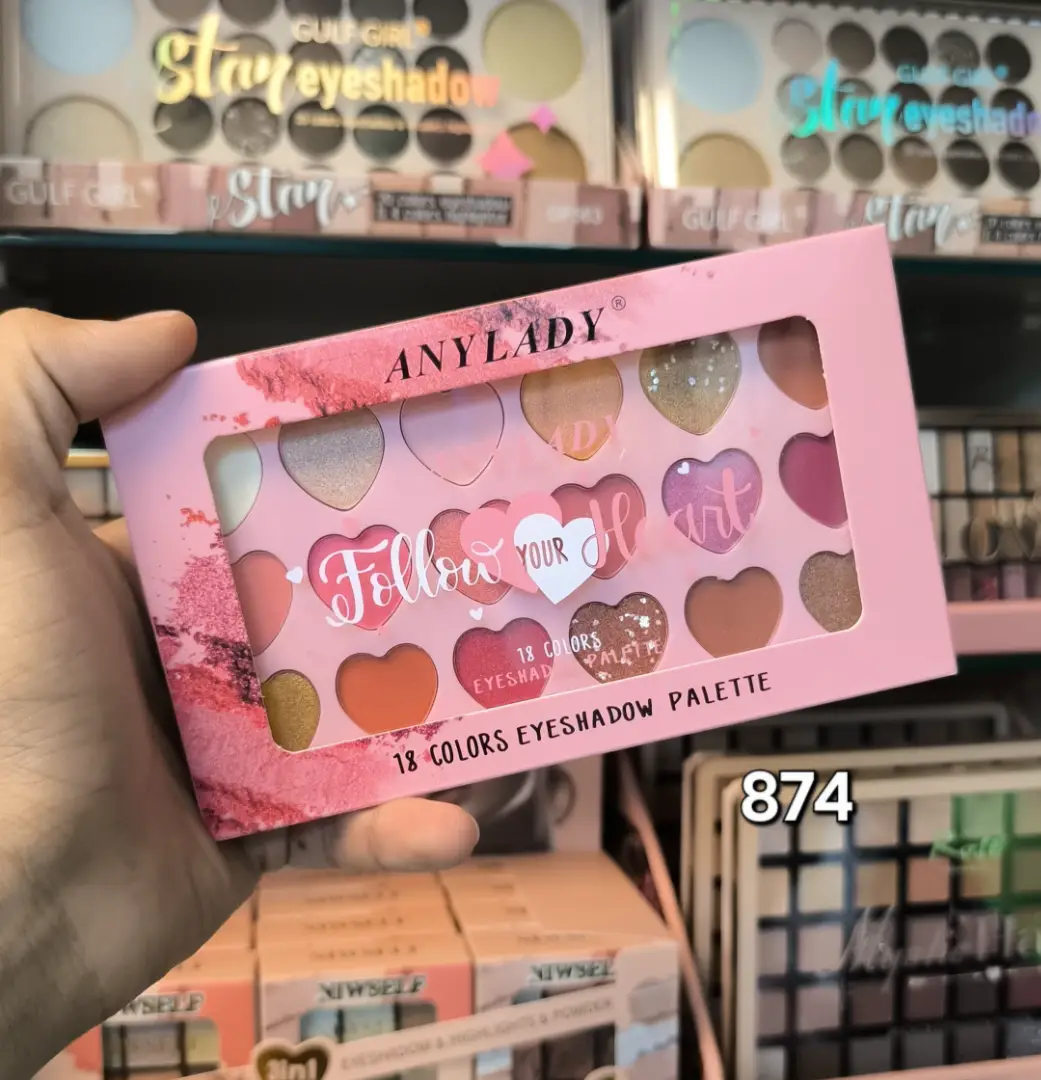 GULF GIRL
star eyeshadow
GULF GIRL
star eyeshadow
GULF GIRL
star
GULF GIRL
star
ANYLADY®
ANYLADY
Follow YOUR Heart
18 COLORS
EYESHADOW PALETTE
18 COLORS EYESHADOW PALETTE
874
NIWSELF
NIWSELF
EYESHADOW & HIGHLIGHTS & POWDER
3in1